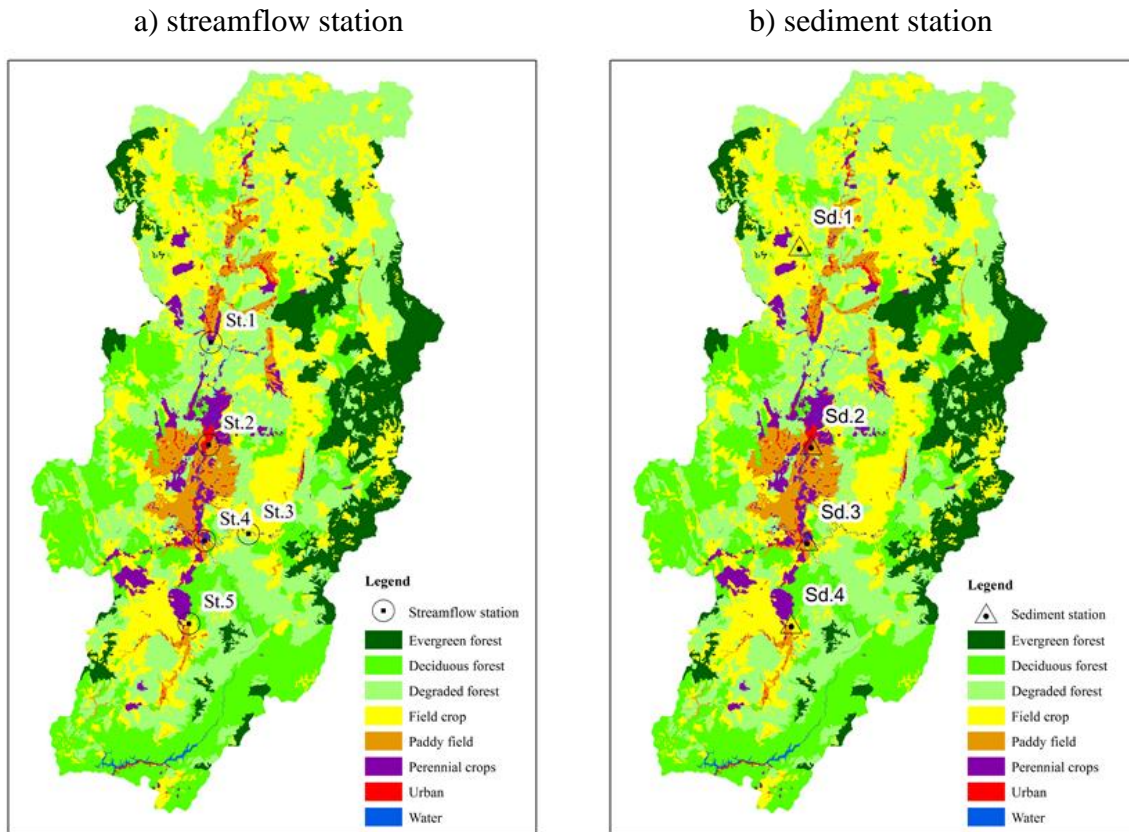 a) streamflow station
b) sediment station
St.1
St.2
St.3
St.4
St.5
Legend
Streamflow station
Evergreen forest
Deciduous forest
Degraded forest
Field crop
Paddy field
Perennial crops
Urban
Water
Sd.1
Sd.2
Sd.3
Sd.4
Legend
Sediment station
Evergreen forest
Deciduous forest
Degraded forest
Field crop
Paddy field
Perennial crops
Urban
Water